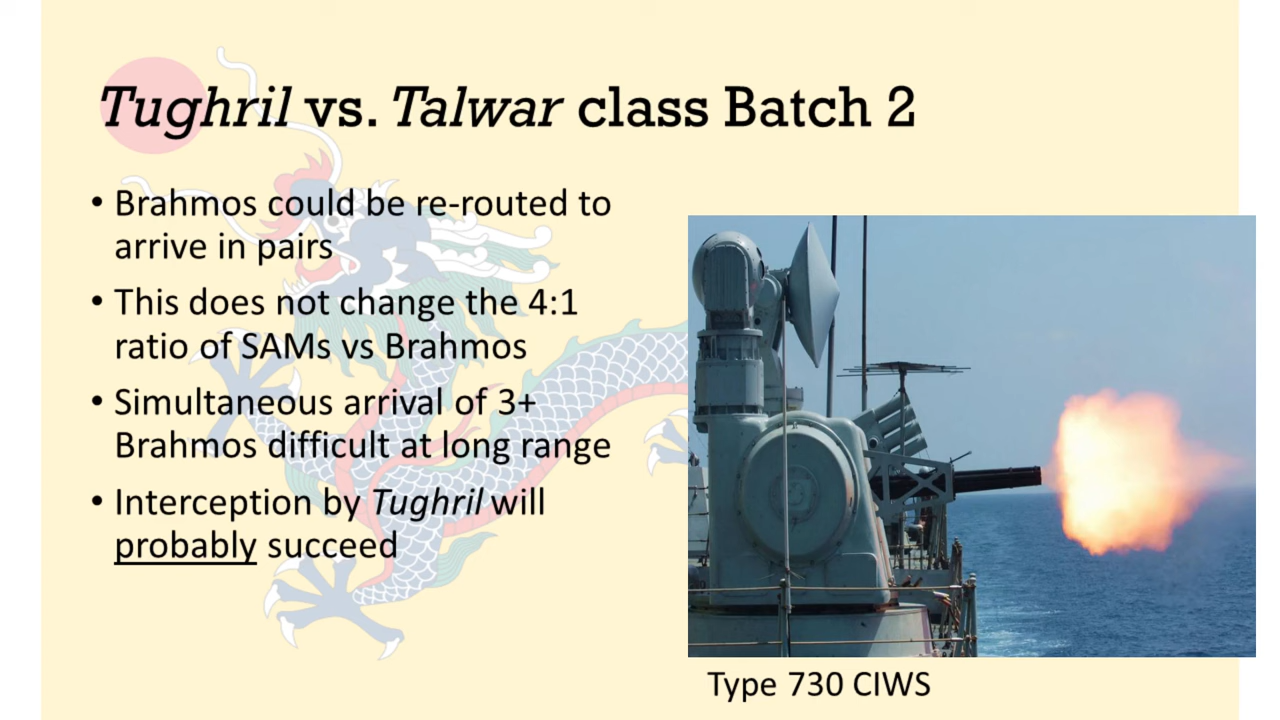 Tughril vs. Talwar class Batch 2
• Brahmos could be re-routed to
arrive in pairs
• This does not change the 4:1
ratio of SAMs vs Brahmos
• Simultaneous arrival of 3+
Brahmos difficult at long range
• Interception by Tughril will
probably succeed
Type 730 CIWS